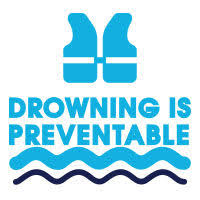 DROWNING IS
PREVENTABLE